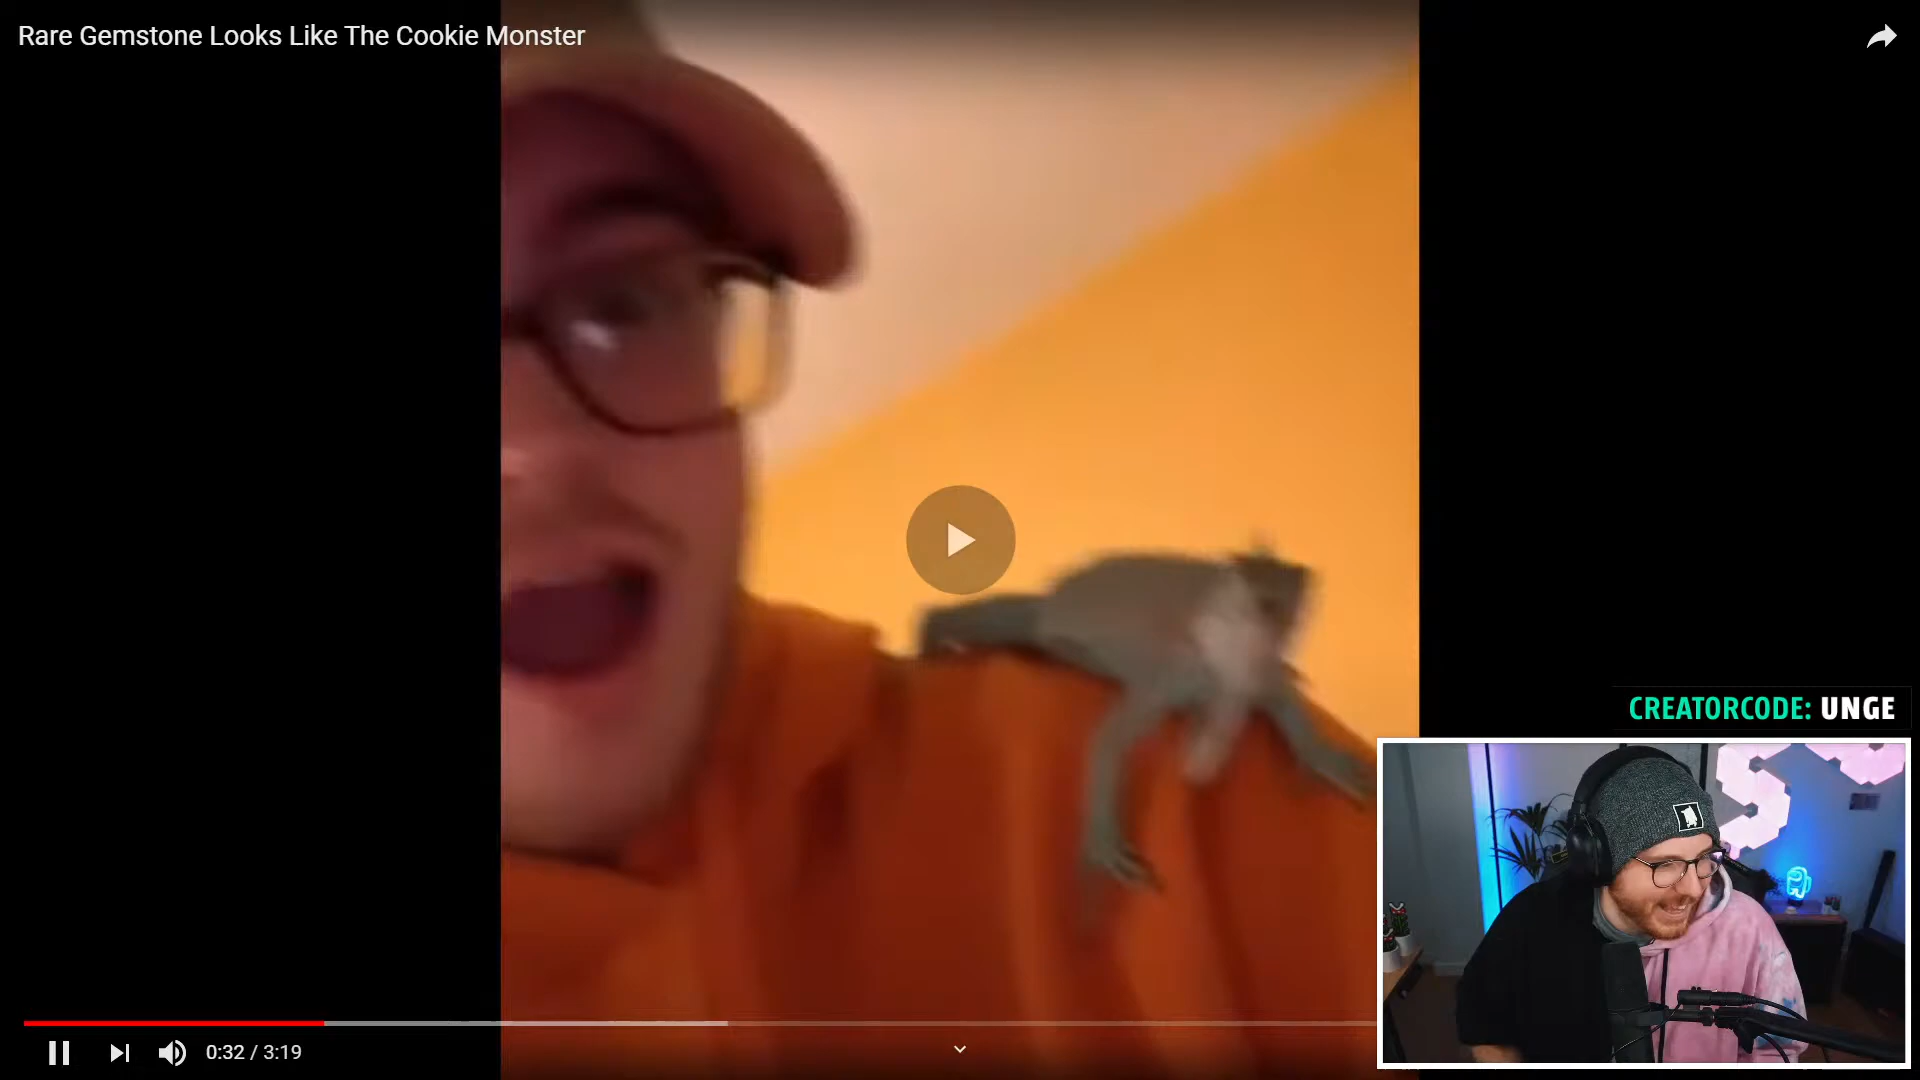 Rare Gemstone Looks Like The Cookie Monster
CREATORCODE: UNGE
0:32 / 3:19